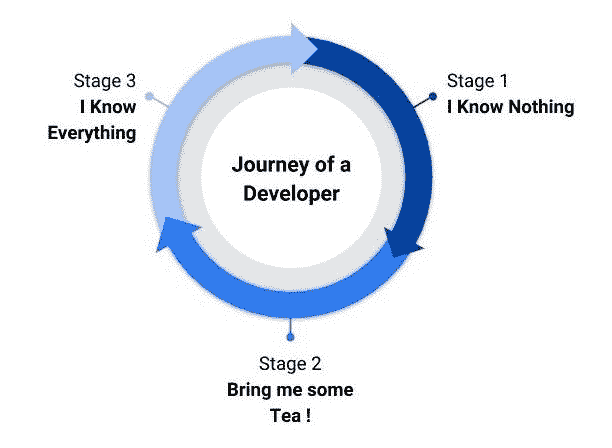 Journey of a
Developer
Stage 1
I Know Nothing
Stage 2
Bring me some
Tea !
Stage 3
I Know
Everything